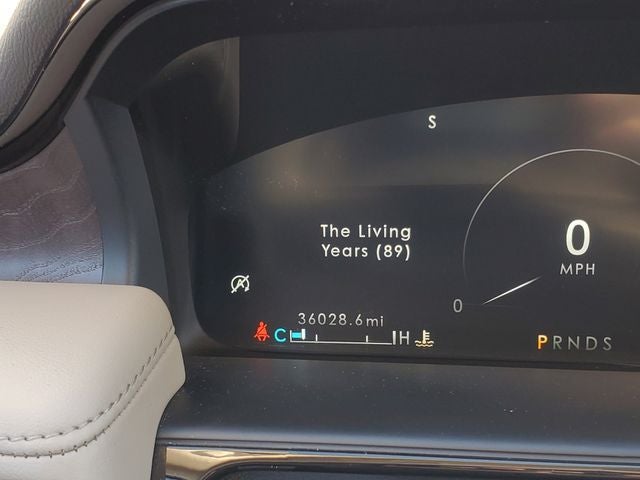 S
The Living
Years (89)
0
MPH
0
36028.6mi
C H
PRNDS